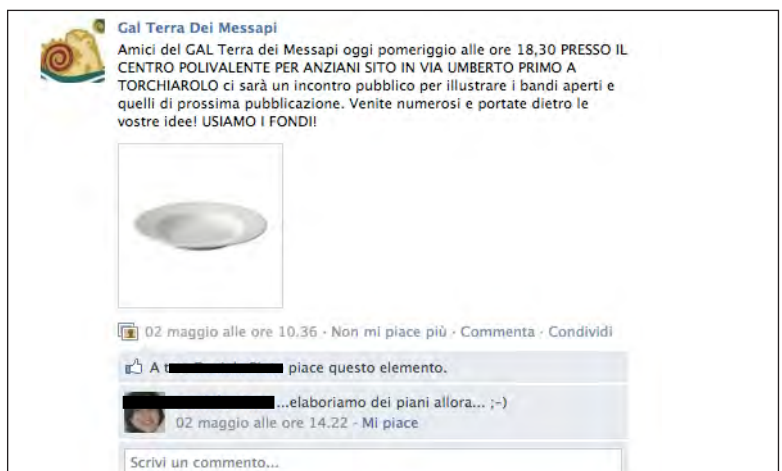 Gal Terra Dei Messapi
Amici del GAL Terra dei Messapi oggi pomeriggio alle ore 18,30 PRESSO IL
CENTRO POLIVALENTE PER ANZIANI SITO IN VIA UMBERTO PRIMO A
TORCHIAROLO ci sarà un incontro pubblico per illustrare i bandi aperti e
quelli di prossima pubblicazione. Venite numerosi e portate dietro le
vostre idee! USIAMO I FONDI!
02 maggio alle ore 10.36 · Non mi piace più · Commenta · Condividi
A piace questo elemento.
...elaboriamo dei piani allora... ;-)
02 maggio alle ore 14.22 · Mi piace
Scrivi un commento...